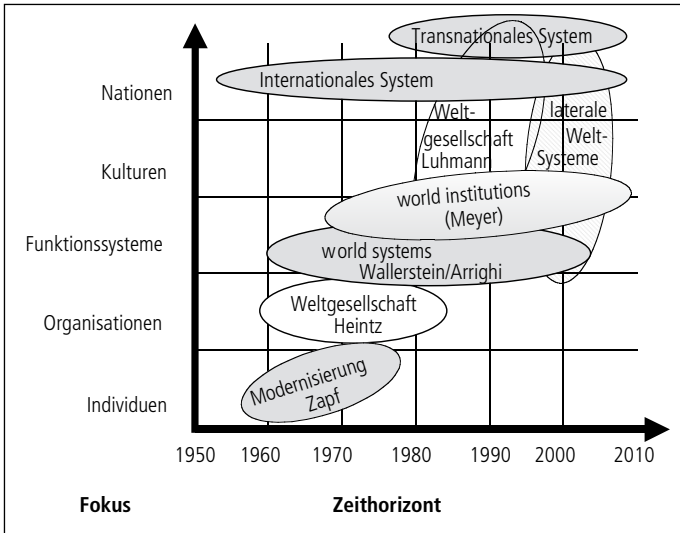 Transnationales System
Internationales System
Nationen
Welt-
gesellschaft
Luhmann
laterale
Welt-
Systeme
Kulturen
world institutions
(Meyer)
Funktionssysteme
world systems
Wallerstein/Arrighi
Weltgesellschaft
Heintz
Organisationen
Modernisierung
Zapf
Individuen
1950 1960 1970 1980 1990 2000 2010
Fokus Zeithorizont